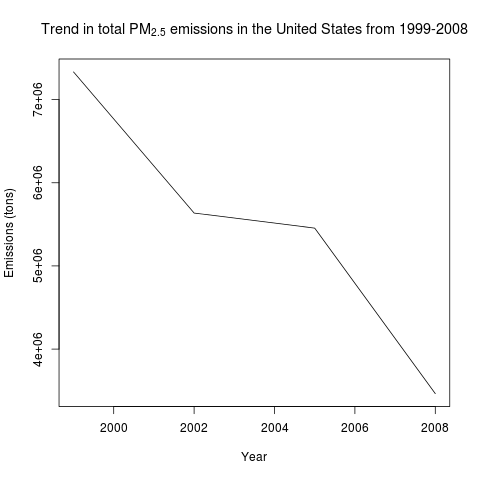 Trend in total PM2.5 emissions in the United States from 1999-2008
7e+06
6e+06
5e+06
4e+06
Emissions (tons)
2000 2002 2004 2006 2008
Year